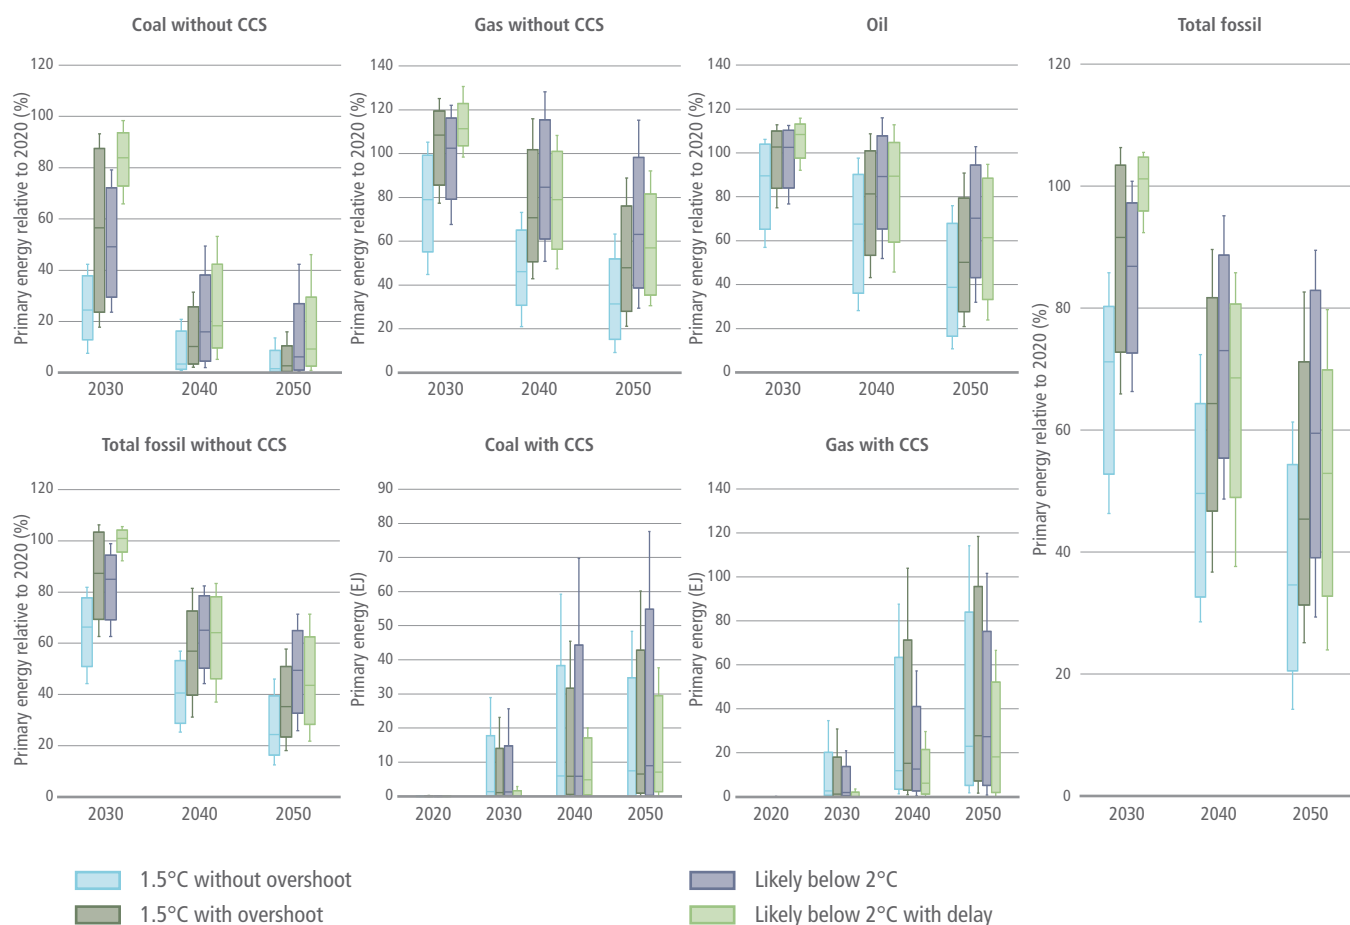 Coal without CCS
Primary energy relative to 2020 (%)
120
100
80
60
40
20
0
2030 2040 2050
Gas without CCS
Primary energy relative to 2020 (%)
140
120
100
80
60
40
20
0
2030 2040 2050
Oil
Primary energy relative to 2020 (%)
140
120
100
80
60
40
20
0
2030 2040 2050
Total fossil
Primary energy relative to 2020 (%)
120
100
80
60
40
20
0
2030 2040 2050
Total fossil without CCS
Primary energy relative to 2020 (%)
120
100
80
60
40
20
0
2030 2040 2050
Coal with CCS
Primary energy (EJ)
90
80
70
60
50
40
30
20
10
0
2020 2030 2040 2050
Gas with CCS
Primary energy (EJ)
140
120
100
80
60
40
20
0
2020 2030 2040 2050
1.5°C without overshoot
1.5°C with overshoot
Likely below 2°C
Likely below 2°C with delay